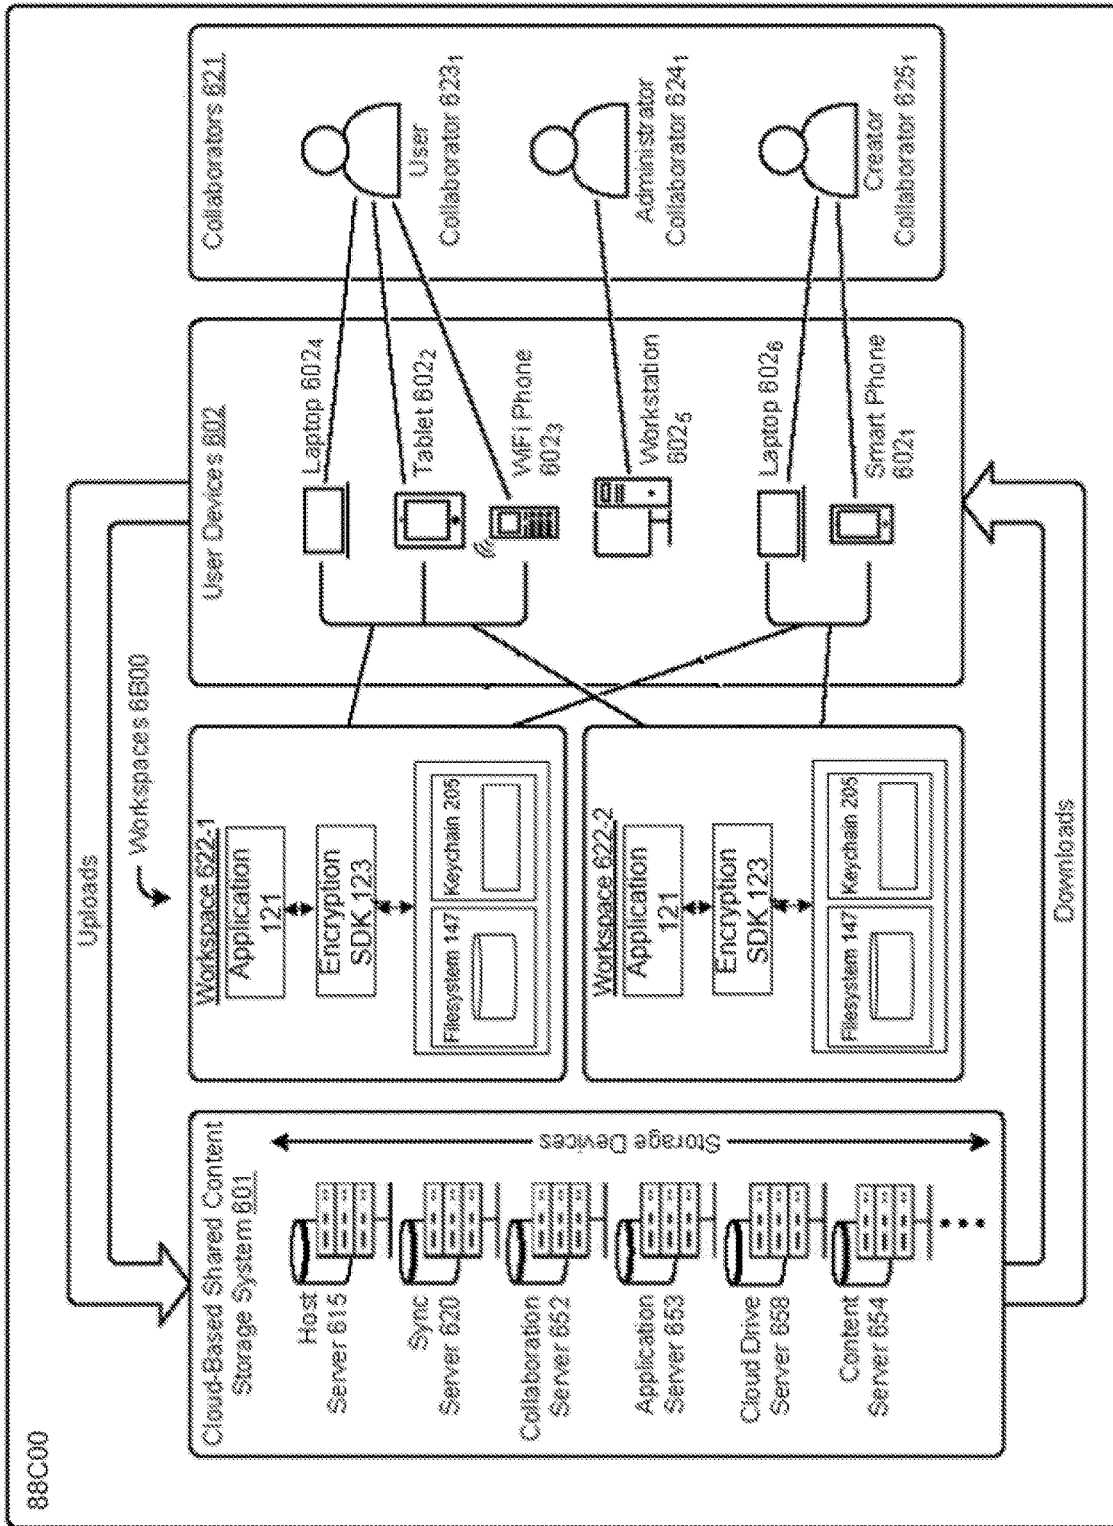 88C00
Uploads
Workspaces 6B00
Cloud-Based Shared Content
Storage System 601
Host
Server 615
Sync
Server 620
Collaboration
Server 652
Application
Server 653
Cloud Drive
Server 658
Content
Server 654
Storage Devices
Workspace 622-1
Application
121
Encryption
SDK 123
Filesystem 147
Keychain 205
Workspace 622-2
Application
121
Encryption
SDK 123
Filesystem 147
Keychain 205
User Devices 602
Laptop 6024
Tablet 6022
WiFi Phone
6023
Workstation
6025
Laptop 6026
Smart Phone
6021
Collaborators 621
User
Collaborator 6231
Administrator
Collaborator 6241
Creator
Collaborator 6251
Downloads